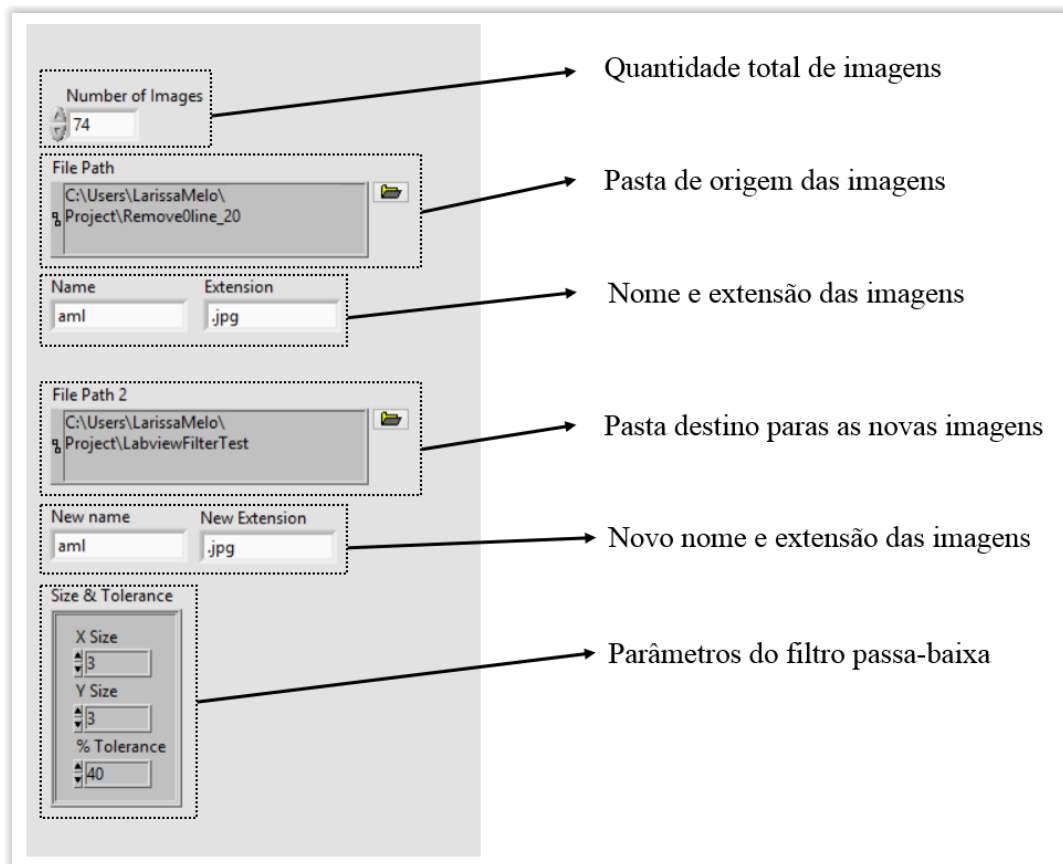 Number of Images
74
Quantidade total de imagens
File Path
C:\Users\LarissaMelo\
Project\Remove0line_20
Pasta de origem das imagens
Name Extension
aml .jpg
Nome e extensão das imagens
File Path 2
C:\Users\LarissaMelo\
Project\LabviewFilterTest
Pasta destino paras as novas imagens
New name New Extension
aml .jpg
Novo nome e extensão das imagens
Size & Tolerance
X Size
3
Y Size
3
% Tolerance
40
Parâmetros do filtro passa-baixa